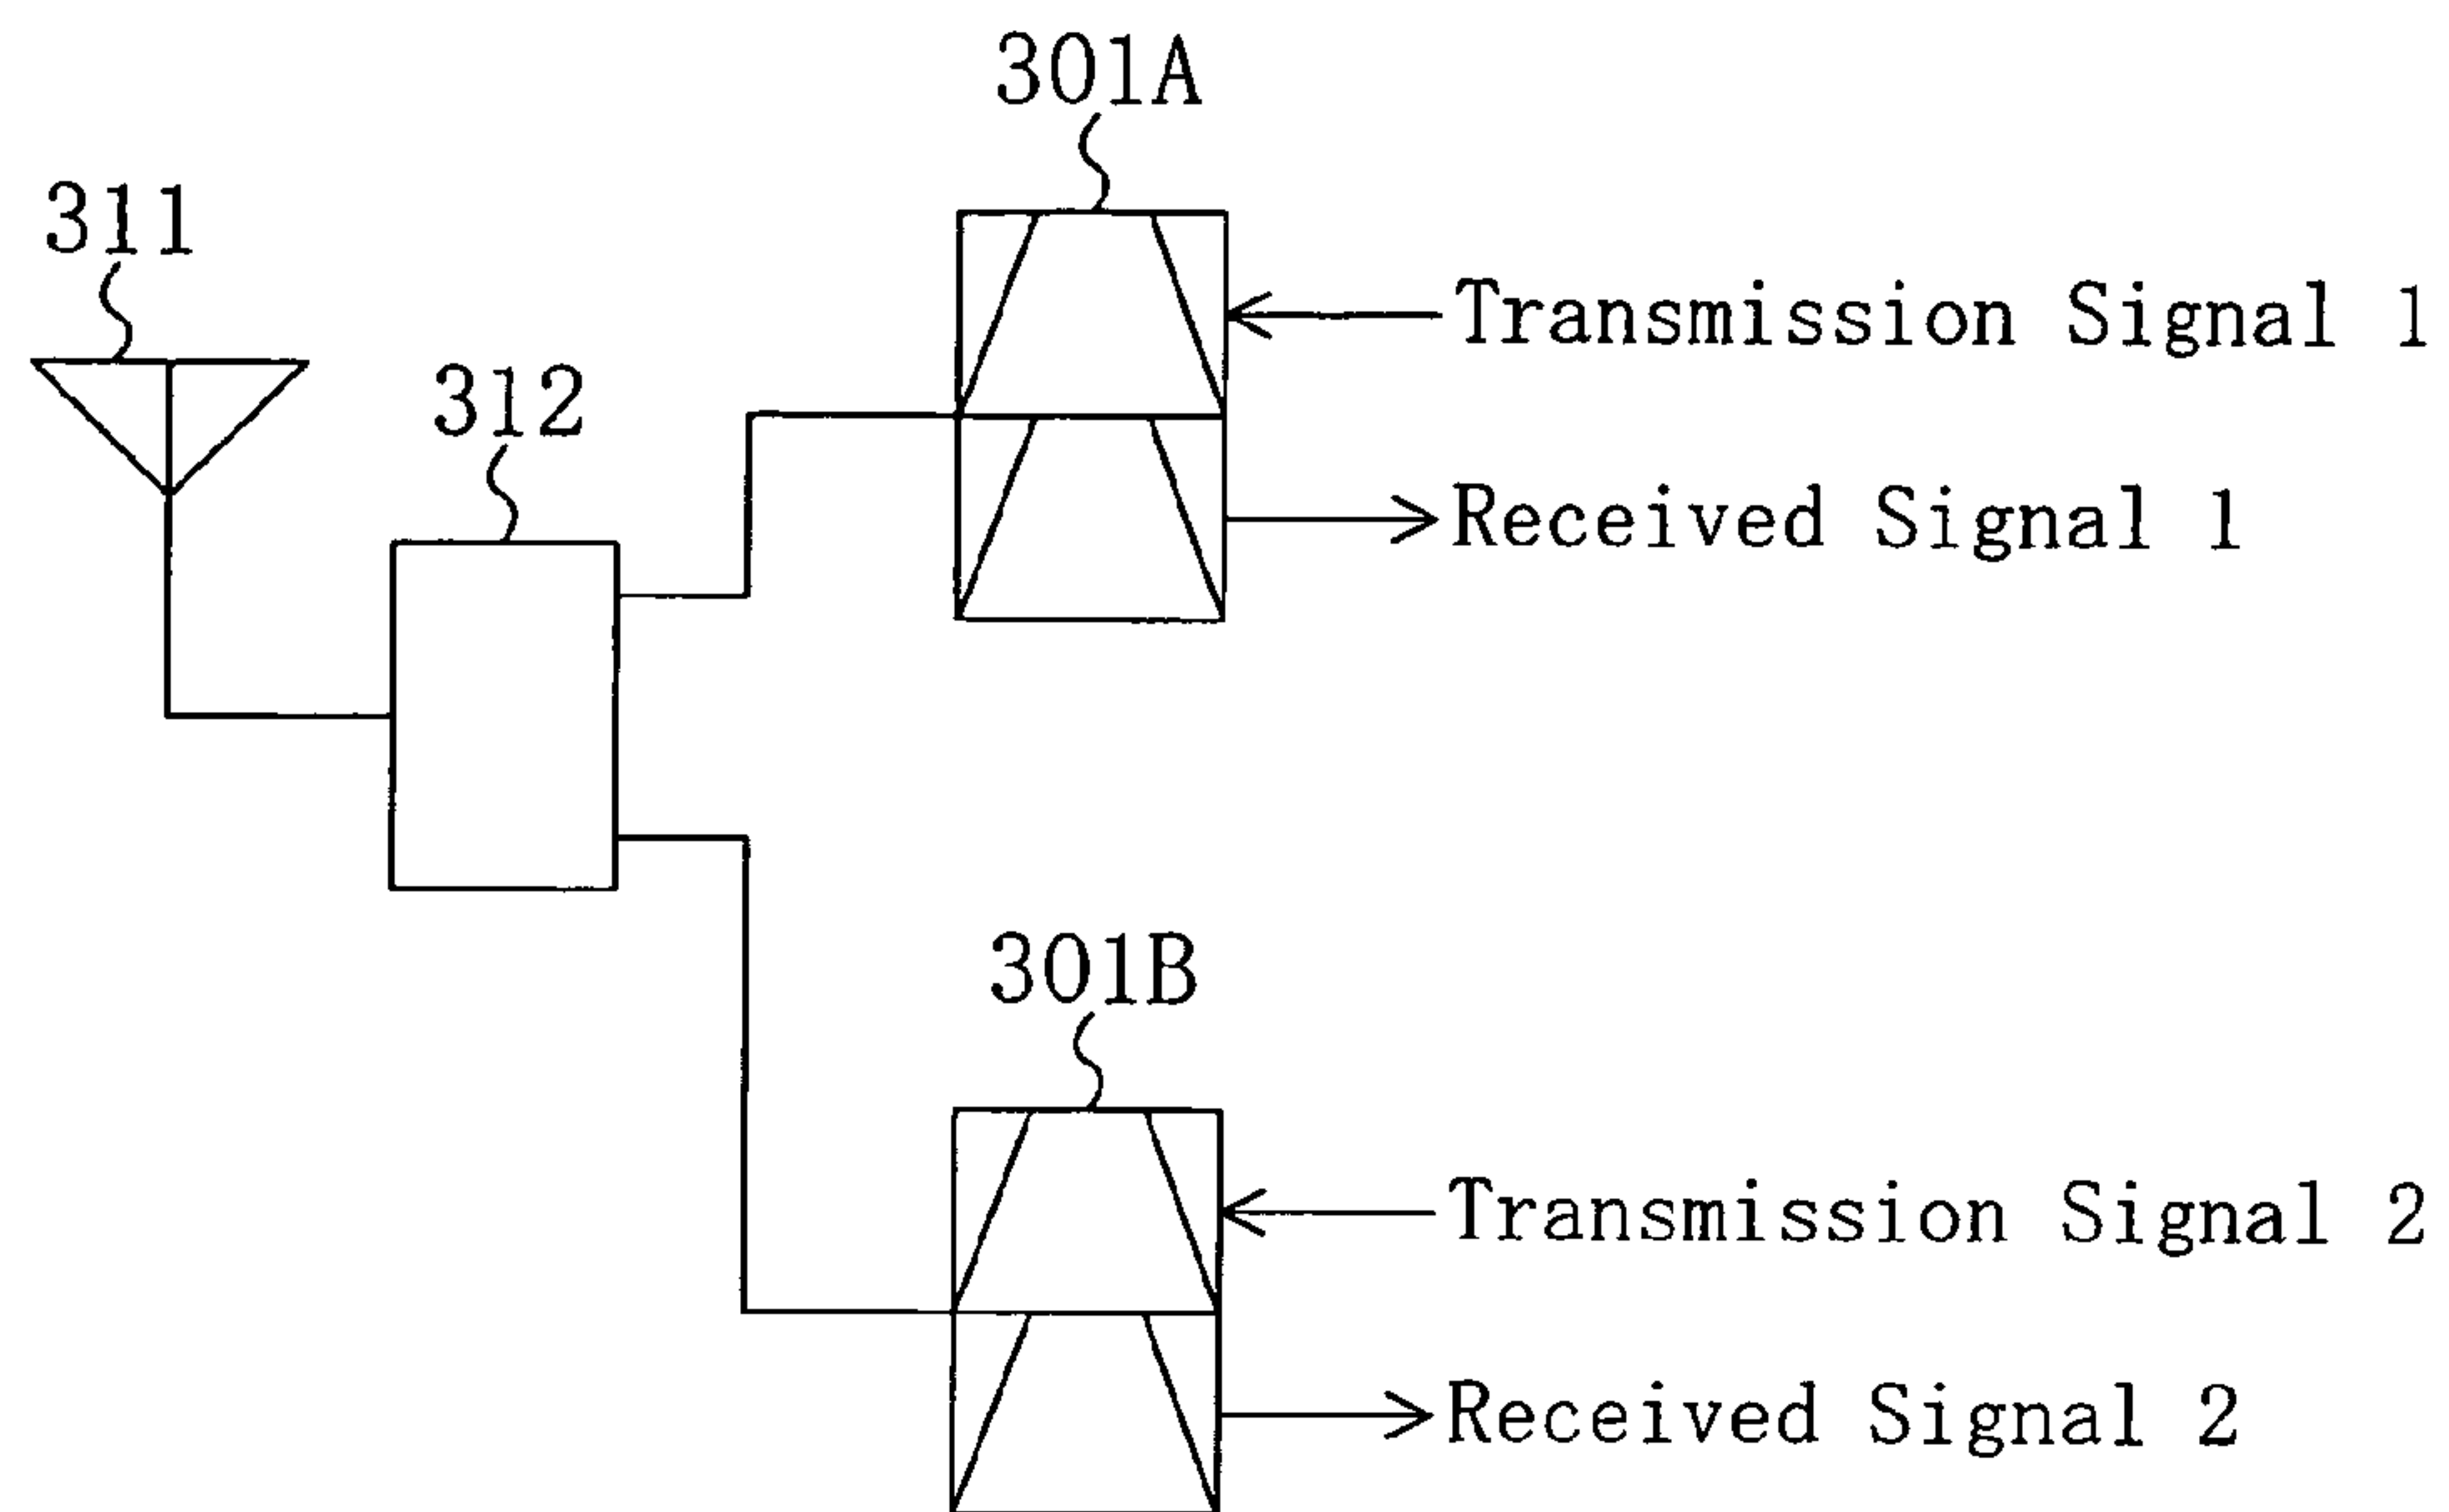 301A
311
Transmission Signal 1
312
Received Signal 1
301B
Transmission Signal 2
Received Signal 2